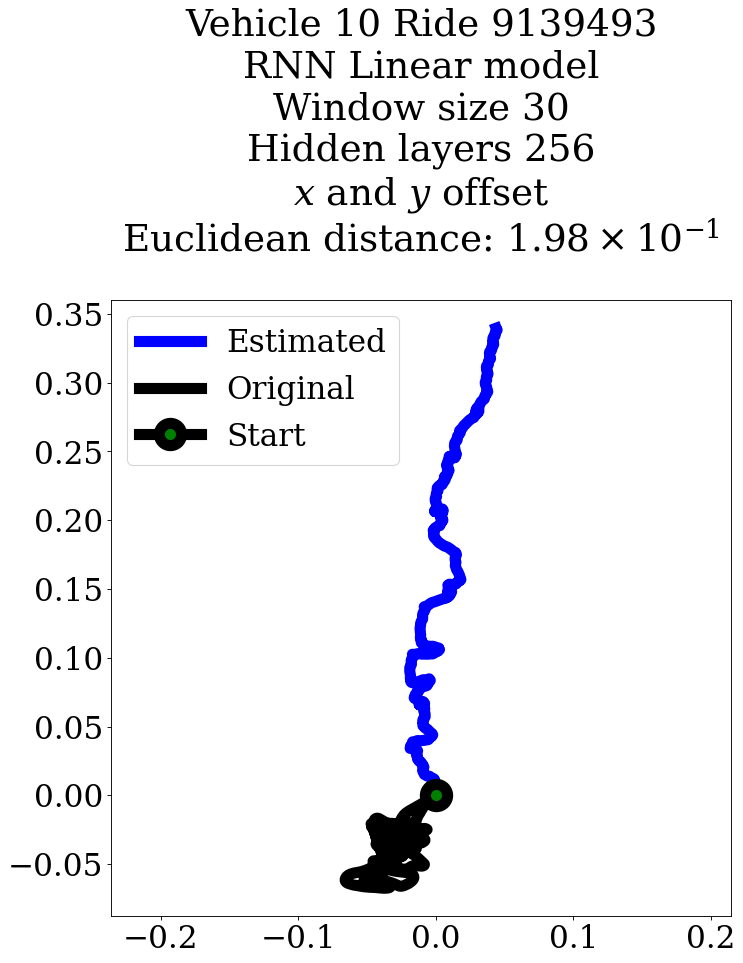 Vehicle 10 Ride 9139493
RNN Linear model
Window size 30
Hidden layers 256
x and y offset
Euclidean distance: 1.98 × 10⁻¹
Estimated
Original
Start
0.35
0.30
0.25
0.20
0.15
0.10
0.05
0.00
−0.05
−0.2 −0.1 0.0 0.1 0.2